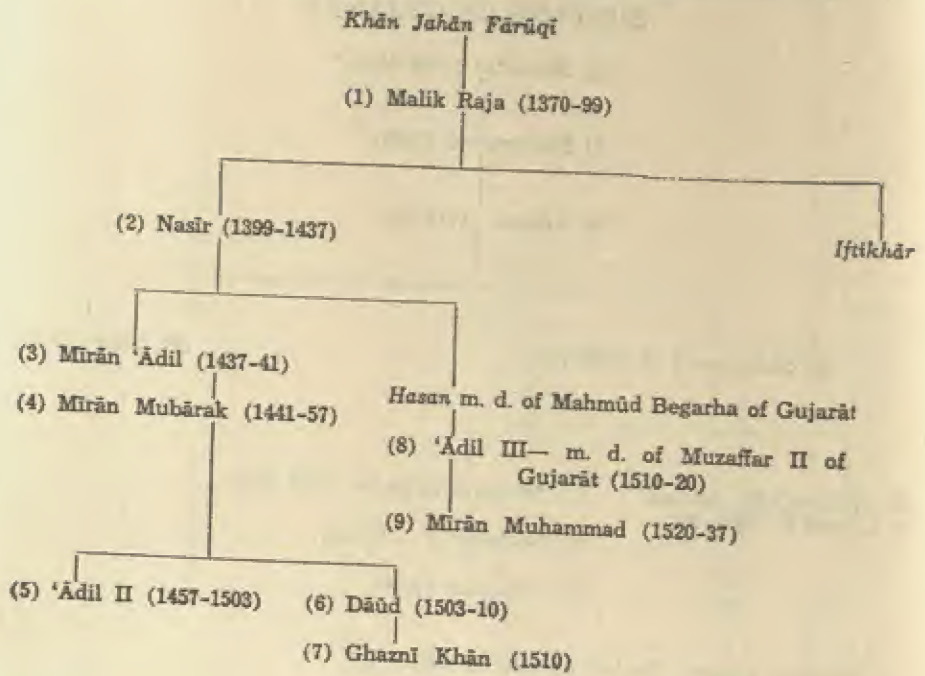 Khān Jahān Fārūqī
(1) Malik Raja (1370-99)
(2) Nasīr (1399-1437)
Iftikhār
(3) Mīrān ‘Ādil (1437-41)
(4) Mīrān Mubārak (1441-57)
Hasan m. d. of Mahmūd Begarha of Gujarāt
(8) ‘Ādil III— m. d. of Muzaffar II of
Gujarāt (1510-20)
(9) Mīrān Muhammad (1520-37)
(5) ‘Ādil II (1457-1503)
(6) Dāūd (1503-10)
(7) Ghaznī Khān (1510)